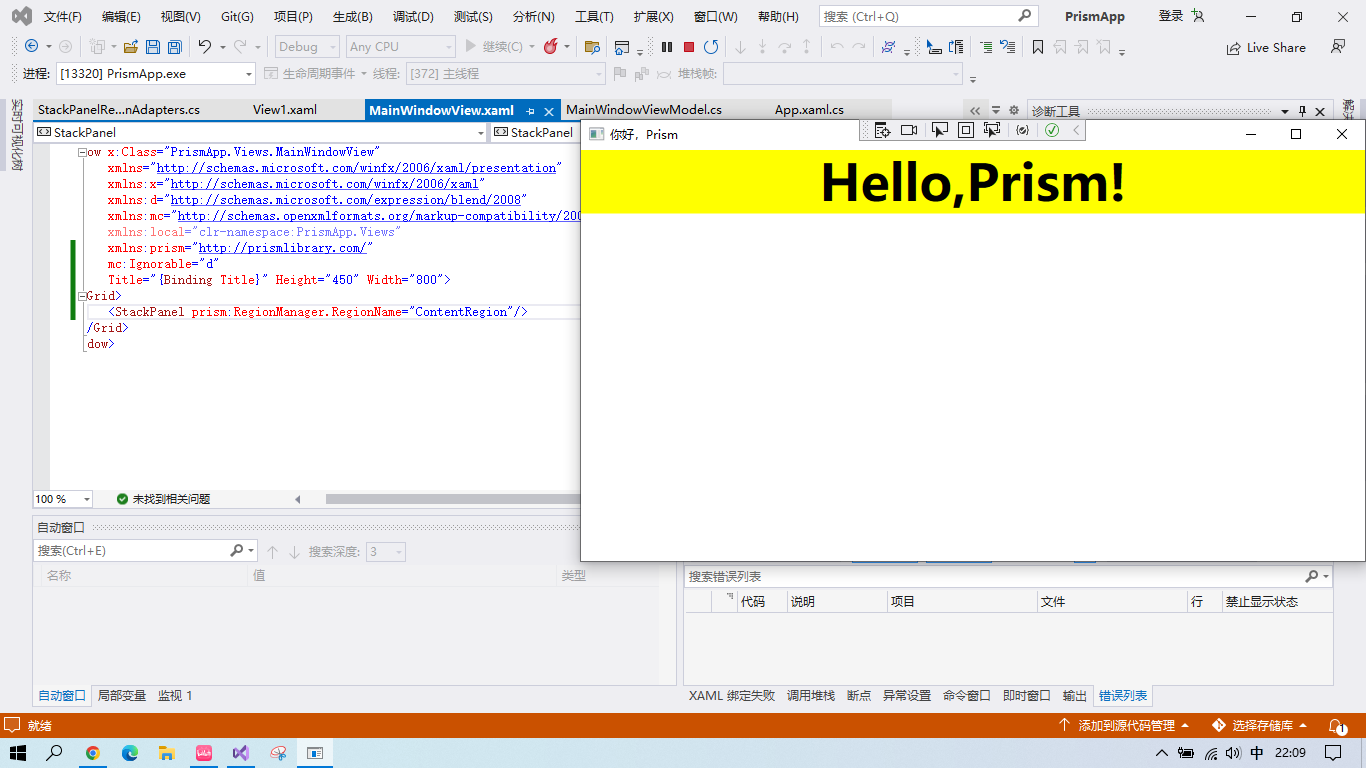 文件(F) 编辑(E) 视图(V) Git(G) 项目(P) 生成(B) 调试(D) 测试(S) 分析(N) 工具(T) 扩展(X) 窗口(W) 帮助(H) 搜索 (Ctrl+Q) PrismApp 登录
Debug Any CPU 继续(C) Live Share
进程: [13320] PrismApp.exe 生命周期事件 线程: [372] 主线程 堆栈帧:
实时可视化树
StackPanelRe...nAdapters.cs View1.xaml MainWindowView.xaml MainWindowViewModel.cs App.xaml.cs 诊断工具
StackPanel StackPanel
ow x:Class="PrismApp.Views.MainWindowView"
xmlns="http://schemas.microsoft.com/winfx/2006/xaml/presentation"
xmlns:x="http://schemas.microsoft.com/winfx/2006/xaml"
xmlns:d="http://schemas.microsoft.com/expression/blend/2008"
xmlns:mc="http://schemas.openxmlformats.org/markup-compatibility/200
xmlns:local="clr-namespace:PrismApp.Views"
xmlns:prism="http://prismlibrary.com/"
mc:Ignorable="d"
Title="{Binding Title}" Height="450" Width="800">
Grid>
<StackPanel prism:RegionManager.RegionName="ContentRegion"/>
/Grid>
dow>
你好，Prism
Hello,Prism!
100 % 未找到相关问题
自动窗口
搜索(Ctrl+E) 搜索深度: 3
名称 值 类型
搜索错误列表
代码 说明 项目 文件 行 禁止显示状态
自动窗口 局部变量 监视 1
XAML 绑定失败 调用堆栈 断点 异常设置 命令窗口 即时窗口 输出 错误列表
就绪 添加到源代码管理 选择存储库 1
中 22:09